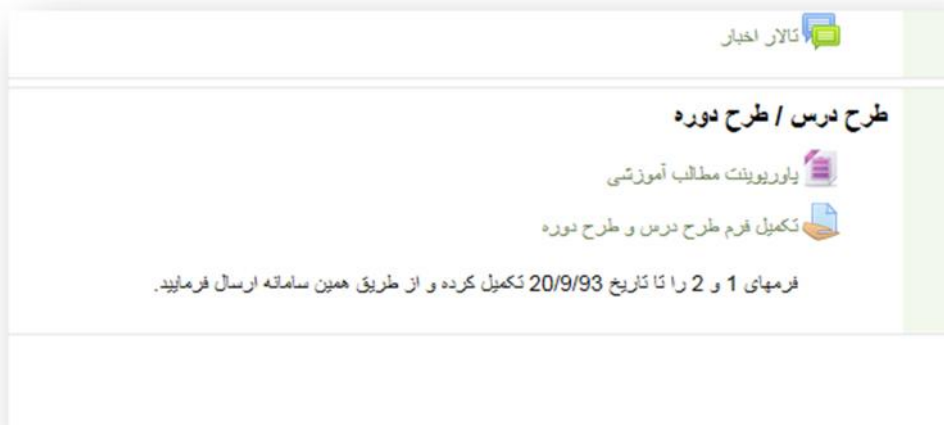 تالار اخبار
طرح درس / طرح دوره
پاورپوینت مطالب آموزشی
تکمیل فرم طرح درس و طرح دوره
فرمهای 1 و 2 را تا تاریخ 20/9/93 تکمیل کرده و از طریق همین سامانه ارسال فرمایید.